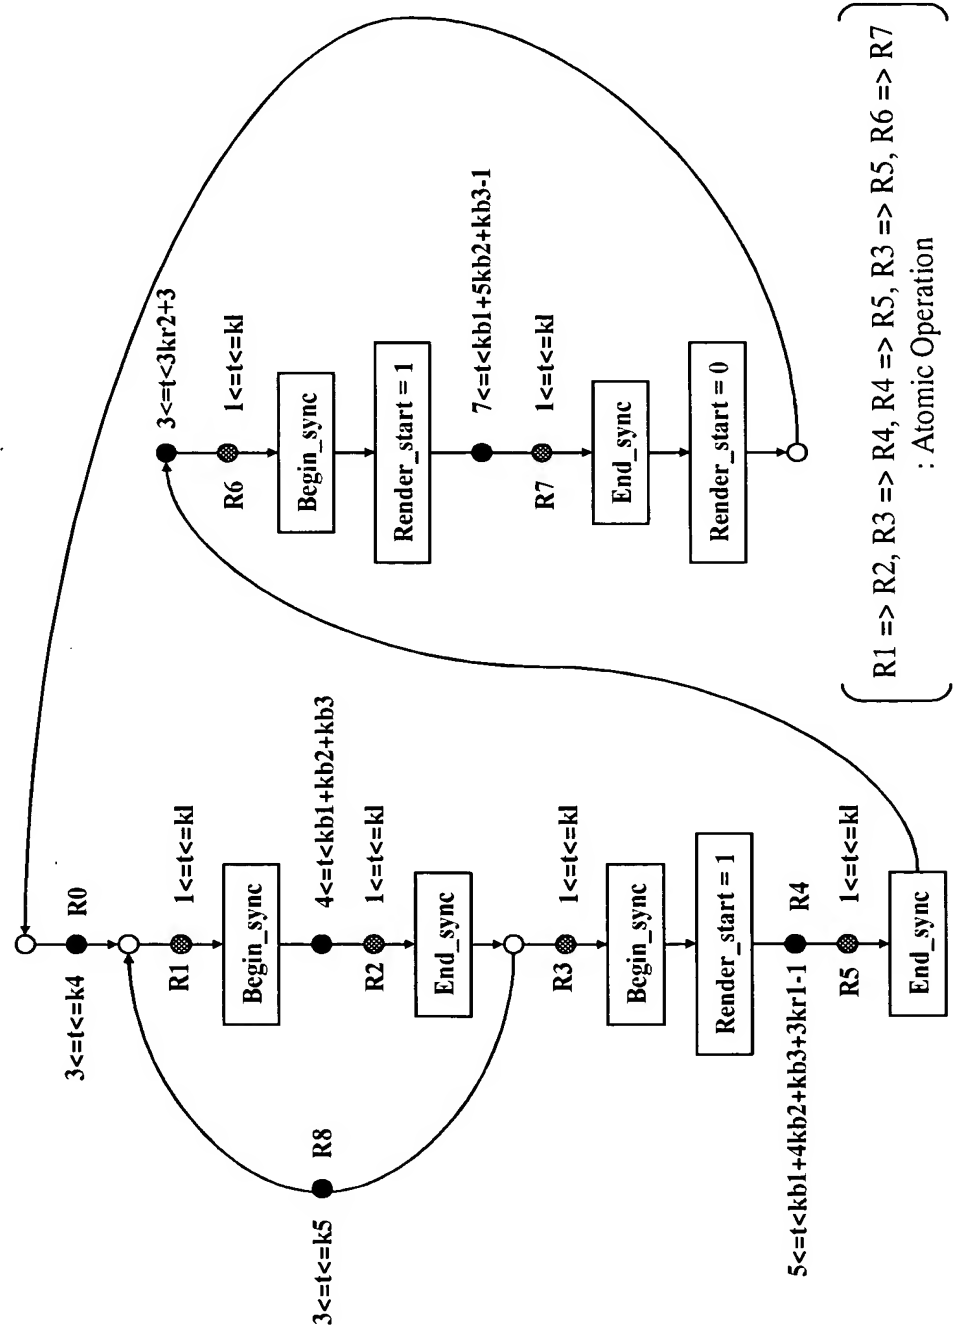 3<=t<=k4
R0
R1
1<=t<=kl
Begin_sync
4<=t<kb1+kb2+kb3
R2
1<=t<=kl
End_sync
3<=t<=k5
R8
R3
1<=t<=kl
Begin_sync
Render_start = 1
5<=t<kb1+4kb2+kb3+3kr1-1
R4
R5
1<=t<=kl
End_sync
3<=t<3kr2+3
R6
1<=t<=kl
Begin_sync
Render_start = 1
7<=t<kb1+5kb2+kb3-1
R7
1<=t<=kl
End_sync
Render_start = 0
R1 => R2, R3 => R4, R4 => R5, R3 => R5, R6 => R7
: Atomic Operation